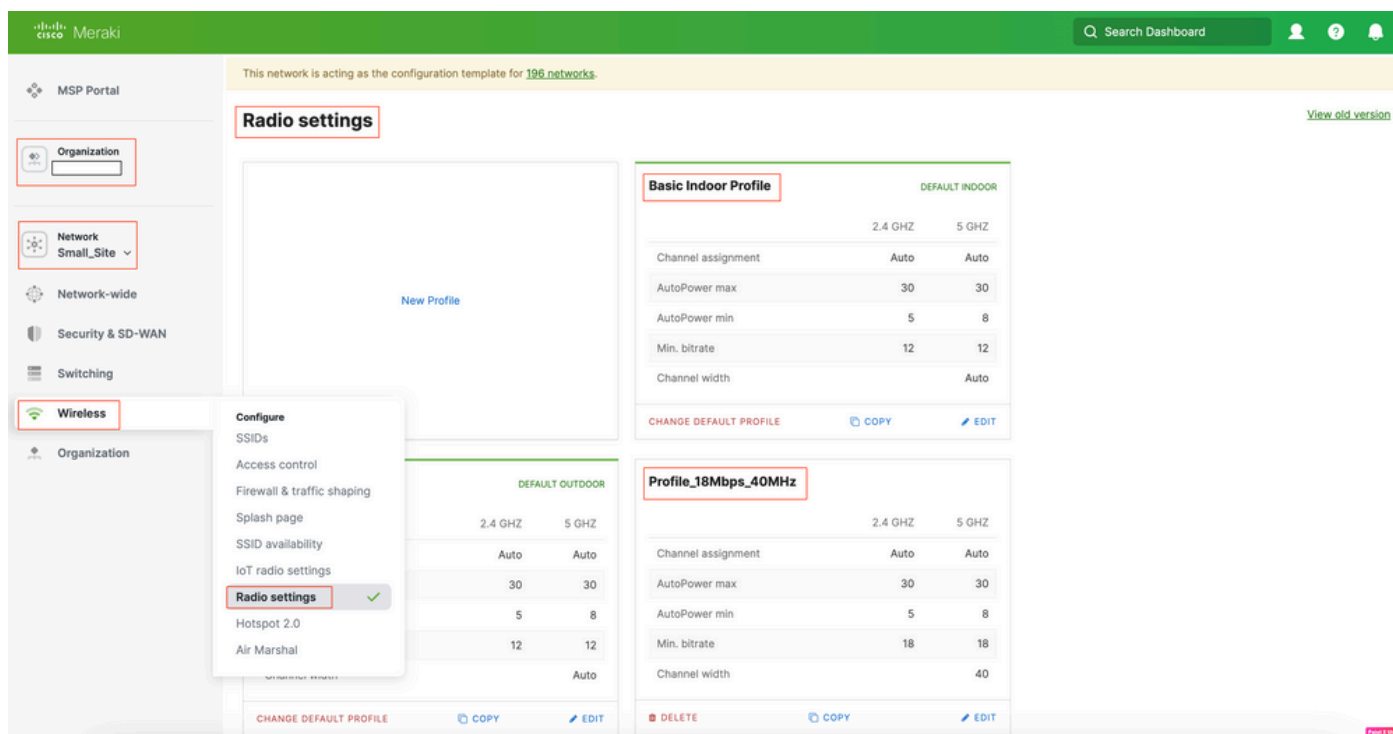 cisco Meraki
Search Dashboard
MSP Portal
Organization
Network
Small_Site
Network-wide
Security & SD-WAN
Switching
Wireless
Organization
Configure
SSIDs
Access control
Firewall & traffic shaping
Splash page
SSID availability
IoT radio settings
Radio settings
Hotspot 2.0
Air Marshal
This network is acting as the configuration template for 196 networks.
Radio settings
View old version
New Profile
Basic Indoor Profile DEFAULT INDOOR
2.4 GHZ 5 GHZ
Channel assignment Auto Auto
AutoPower max 30 30
AutoPower min 5 8
Min. bitrate 12 12
Channel width Auto
CHANGE DEFAULT PROFILE COPY EDIT
DEFAULT OUTDOOR
2.4 GHZ 5 GHZ
Auto Auto
30 30
5 8
12 12
Channel width Auto
CHANGE DEFAULT PROFILE COPY EDIT
Profile_18Mbps_40MHz
2.4 GHZ 5 GHZ
Channel assignment Auto Auto
AutoPower max 30 30
AutoPower min 5 8
Min. bitrate 18 18
Channel width 40
DELETE COPY EDIT